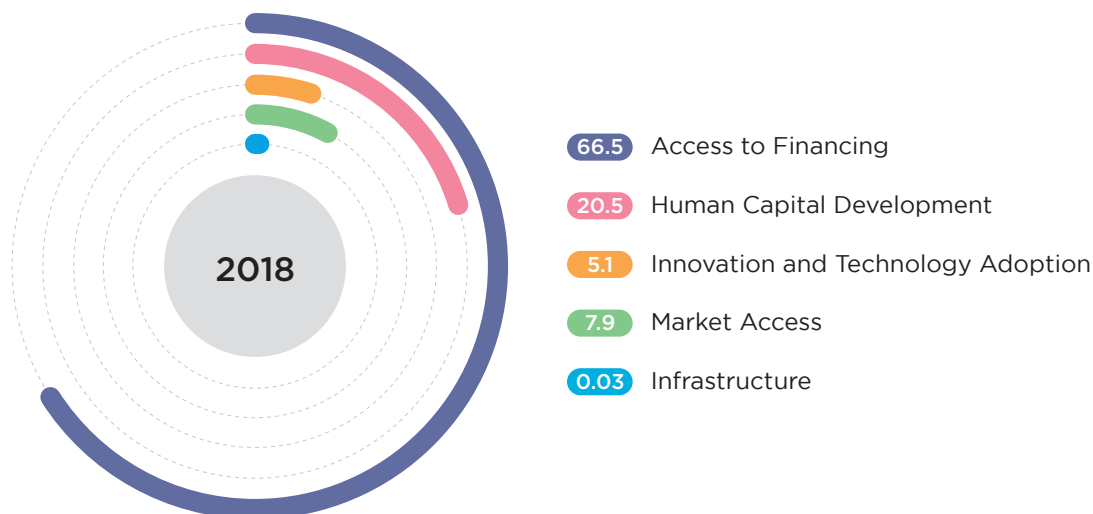 2018
66.5 Access to Financing
20.5 Human Capital Development
5.1 Innovation and Technology Adoption
7.9 Market Access
0.03 Infrastructure